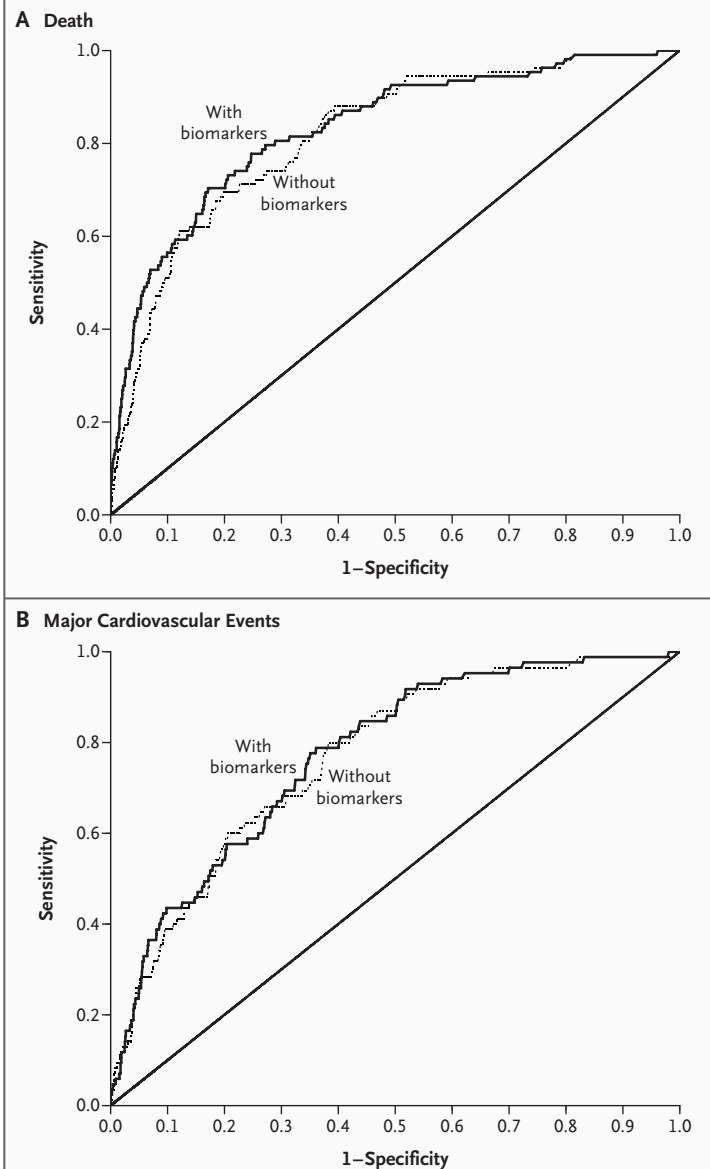 A Death
1.0
0.8
0.6
0.4
0.2
0.0
Sensitivity
With
biomarkers
Without
biomarkers
0.0 0.1 0.2 0.3 0.4 0.5 0.6 0.7 0.8 0.9 1.0
1–Specificity
B Major Cardiovascular Events
1.0
0.8
0.6
0.4
0.2
0.0
Sensitivity
With
biomarkers
Without
biomarkers
0.0 0.1 0.2 0.3 0.4 0.5 0.6 0.7 0.8 0.9 1.0
1–Specificity